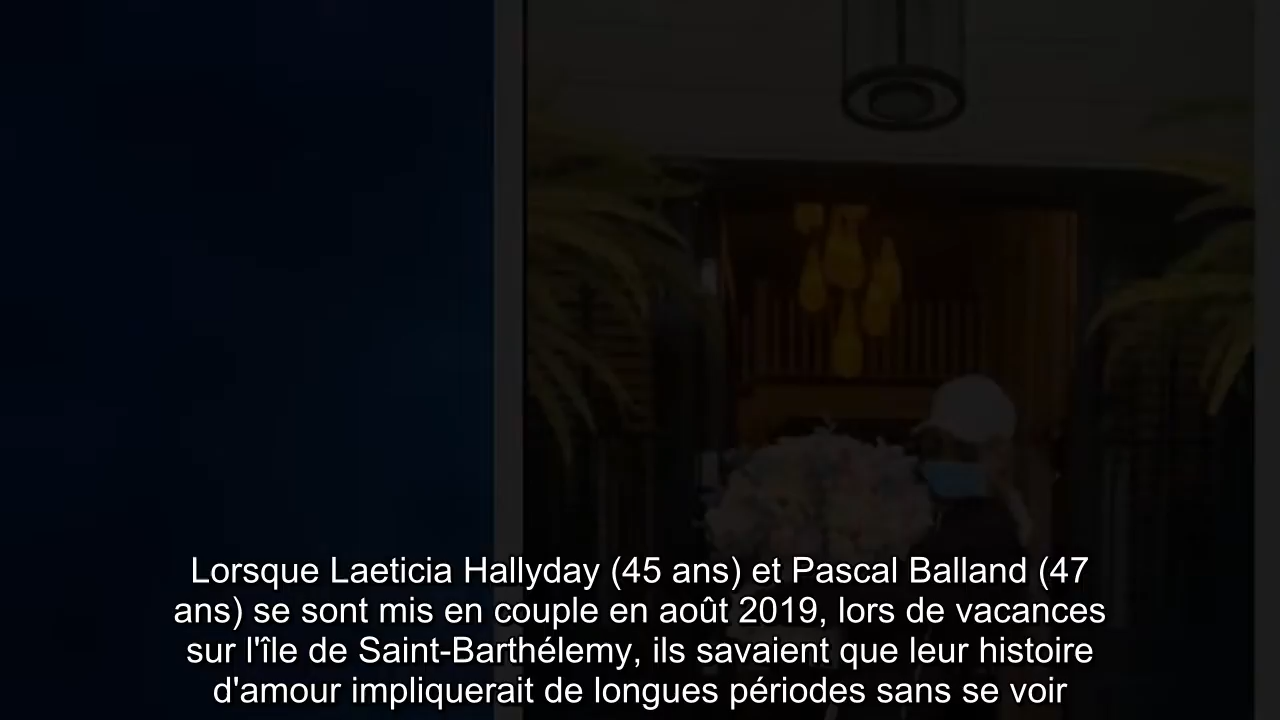 Lorsque Laeticia Hallyday (45 ans) et Pascal Balland (47
ans) se sont mis en couple en août 2019, lors de vacances
sur l'île de Saint-Barthélemy, ils savaient que leur histoire
d'amour impliquerait de longues périodes sans se voir